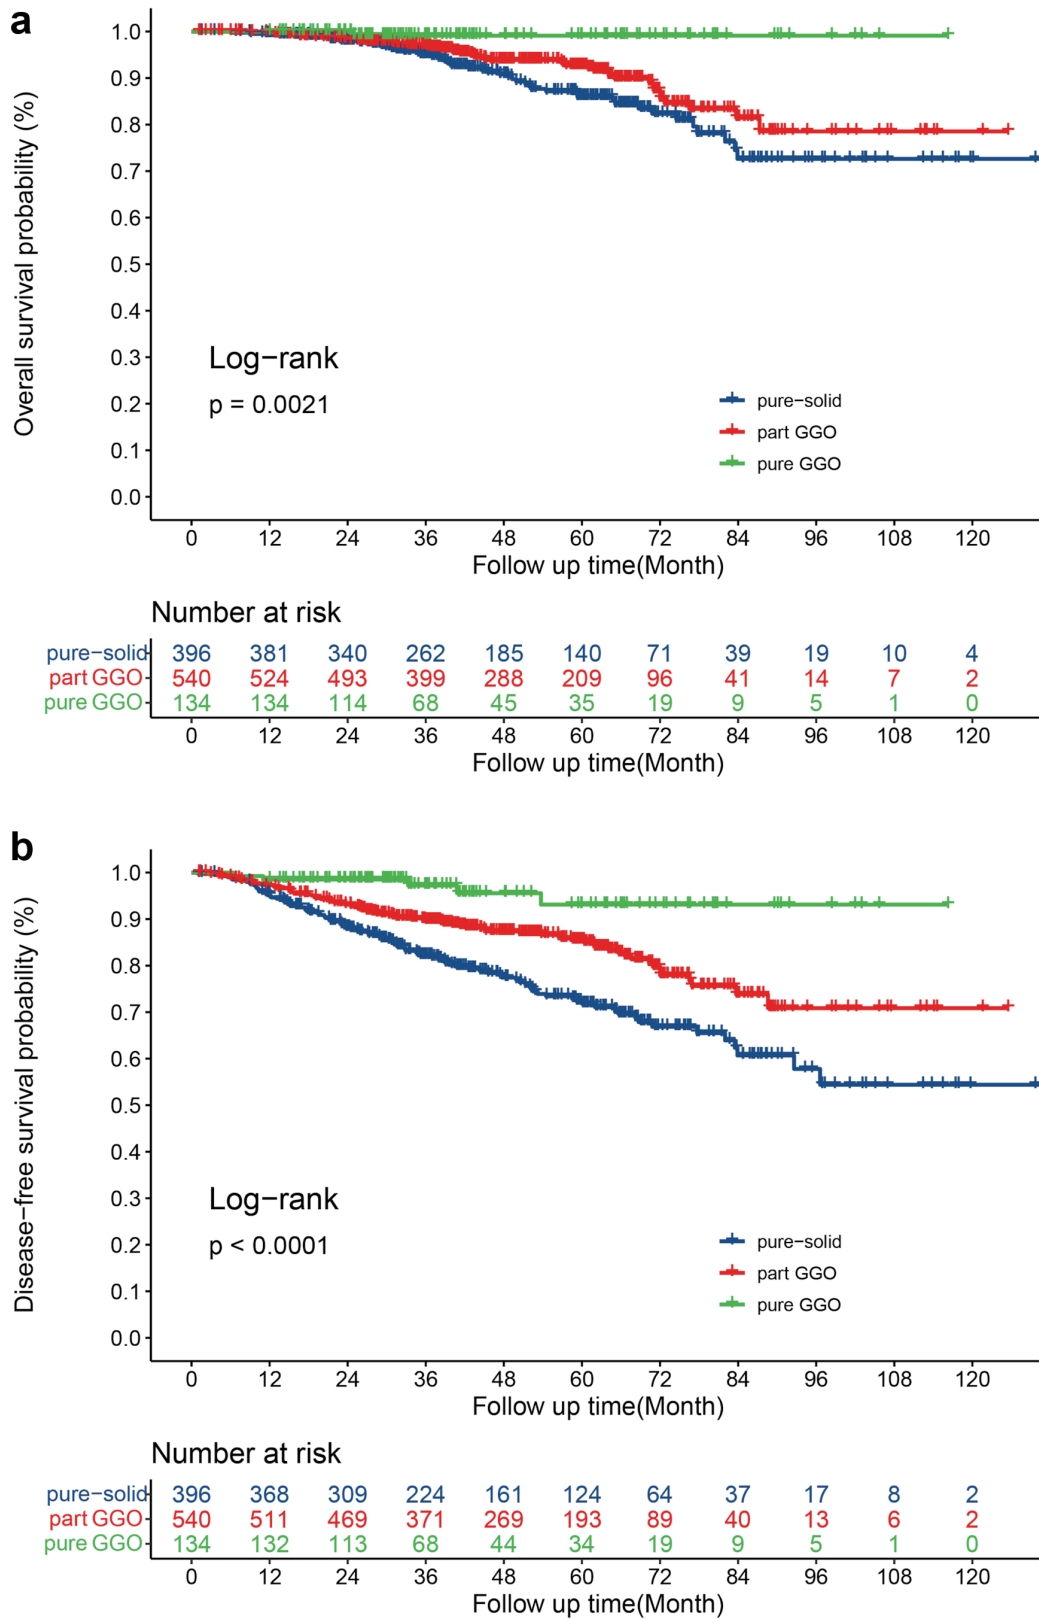 a
Overall survival probability (%)
1.0
0.9
0.8
0.7
0.6
0.5
0.4
0.3
0.2
0.1
0.0
Log-rank
p = 0.0021
pure-solid
part GGO
pure GGO
0 12 24 36 48 60 72 84 96 108 120
Follow up time(Month)
Number at risk
pure-solid 396 381 340 262 185 140 71 39 19 10 4
part GGO 540 524 493 399 288 209 96 41 14 7 2
pure GGO 134 134 114 68 45 35 19 9 5 1 0
0 12 24 36 48 60 72 84 96 108 120
Follow up time(Month)
b
Disease-free survival probability (%)
1.0
0.9
0.8
0.7
0.6
0.5
0.4
0.3
0.2
0.1
0.0
Log-rank
p < 0.0001
pure-solid
part GGO
pure GGO
0 12 24 36 48 60 72 84 96 108 120
Follow up time(Month)
Number at risk
pure-solid 396 368 309 224 161 124 64 37 17 8 2
part GGO 540 511 469 371 269 193 89 40 13 6 2
pure GGO 134 132 113 68 44 34 19 9 5 1 0
0 12 24 36 48 60 72 84 96 108 120
Follow up time(Month)